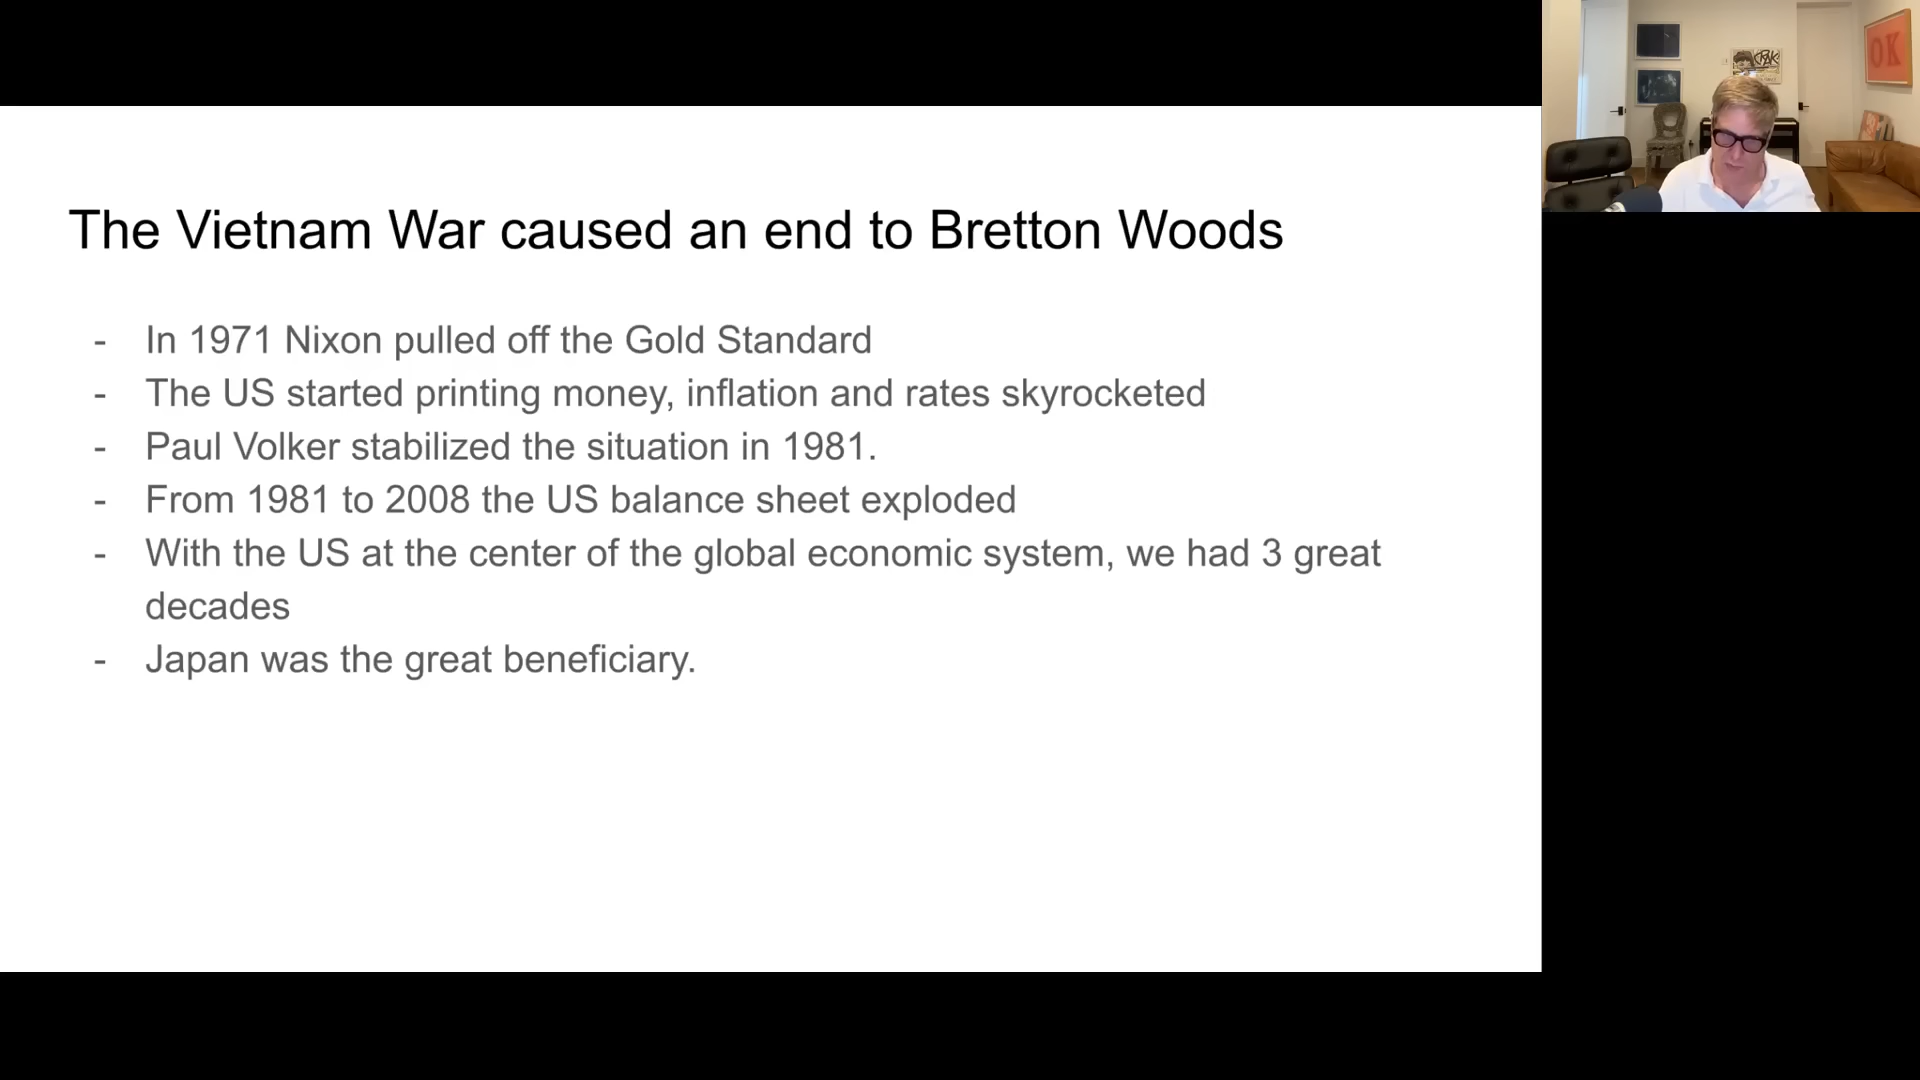 The Vietnam War caused an end to Bretton Woods
- In 1971 Nixon pulled off the Gold Standard
- The US started printing money, inflation and rates skyrocketed
- Paul Volker stabilized the situation in 1981.
- From 1981 to 2008 the US balance sheet exploded
- With the US at the center of the global economic system, we had 3 great
decades
- Japan was the great beneficiary.
OK